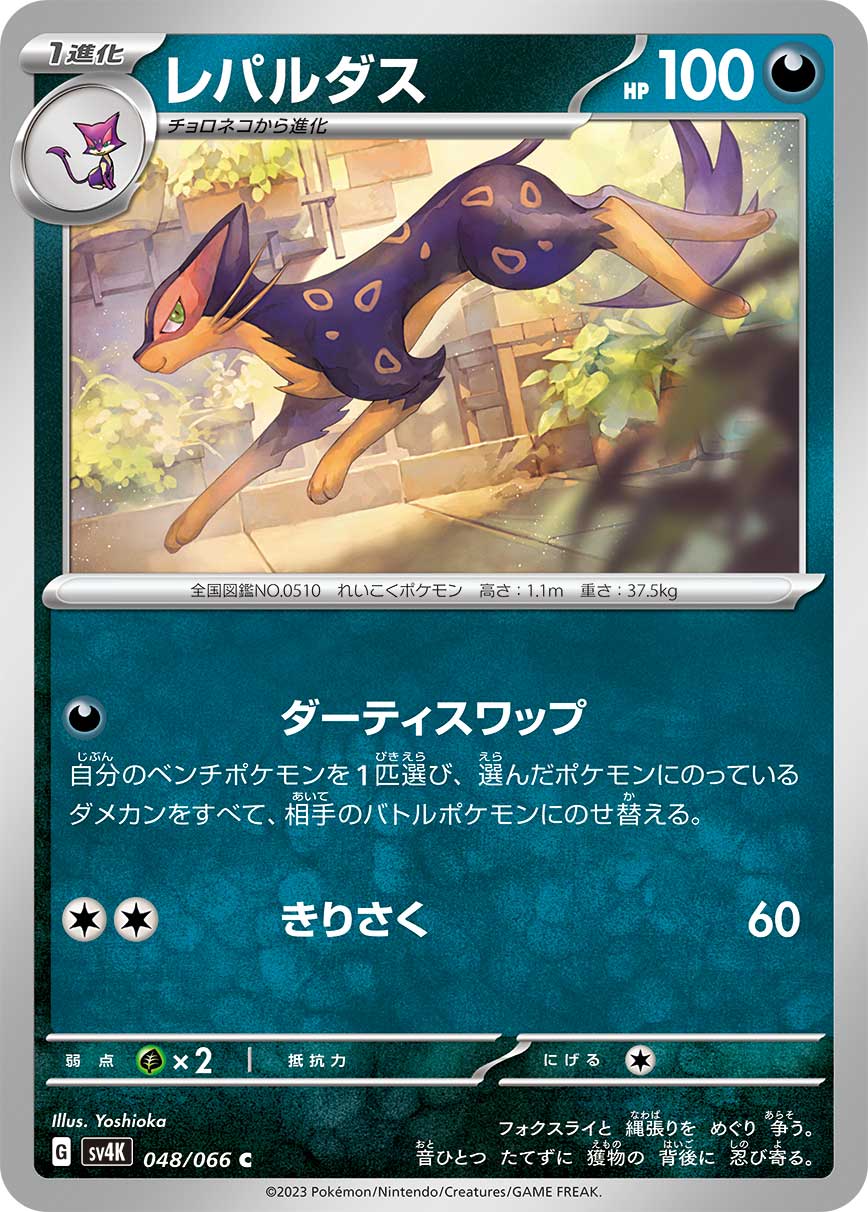 1進化
レパルダス
HP 100
チョロネコから進化
全国図鑑NO.0510 れいこくポケモン 高さ：1.1m 重さ：37.5kg
ダーティスワップ
自分のベンチポケモンを1匹選び、選んだポケモンにのっている
ダメカンをすべて、相手のバトルポケモンにのせ替える。
きりさく 60
弱点 ×2 抵抗力 にげる
Illus. Yoshioka
フォクスライと 縄張りを めぐり 争う。
音ひとつ たてずに 獲物の 背後に 忍び寄る。
G sv4K 048/066 C
©2023 Pokémon/Nintendo/Creatures/GAME FREAK.